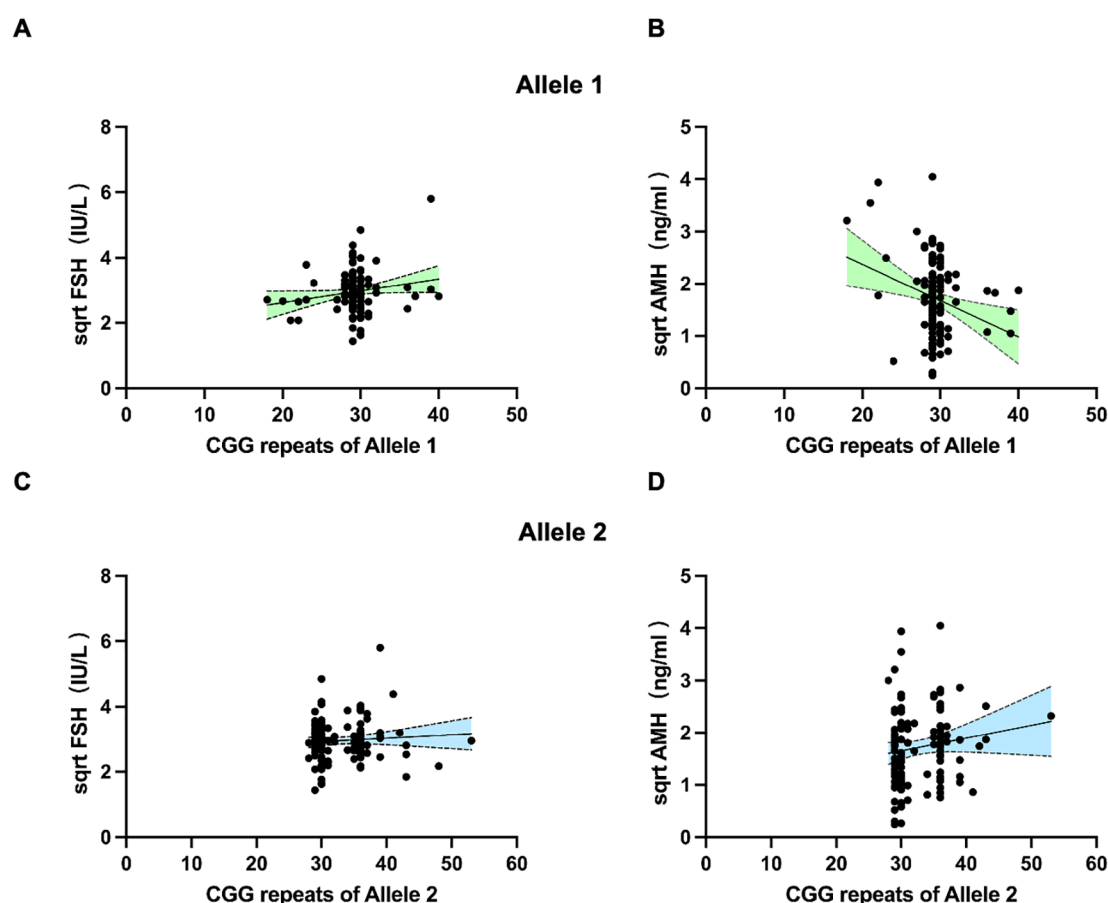 A
B
Allele 1
sqrt FSH (IU/L)
8
6
4
2
0
0 10 20 30 40 50
CGG repeats of Allele 1
sqrt AMH (ng/ml)
5
4
3
2
1
0
0 10 20 30 40 50
CGG repeats of Allele 1
C
D
Allele 2
sqrt FSH (IU/L)
8
6
4
2
0
0 10 20 30 40 50 60
CGG repeats of Allele 2
sqrt AMH (ng/ml)
5
4
3
2
1
0
0 10 20 30 40 50 60
CGG repeats of Allele 2